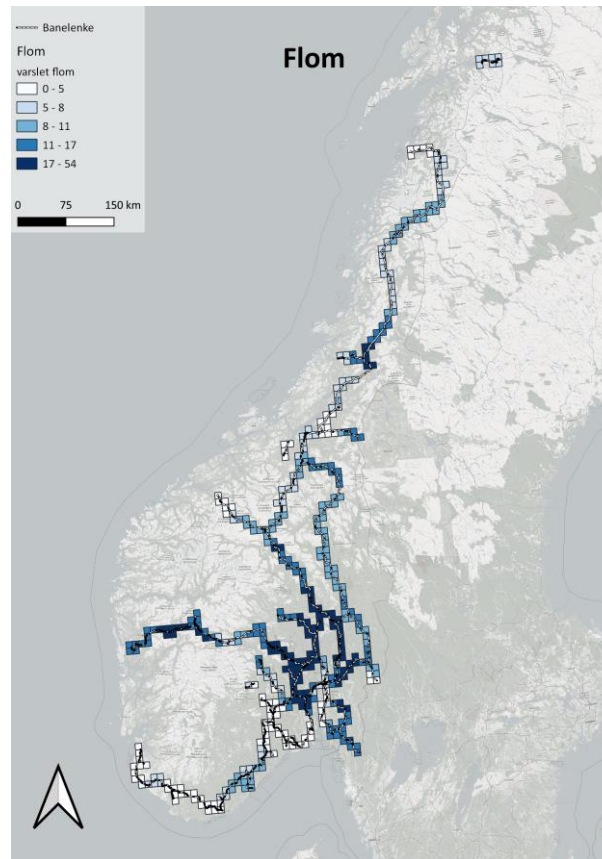 Flom
Banelenke
Flom
varslet flom
0 - 5
5 - 8
8 - 11
11 - 17
17 - 54
0 75 150 km